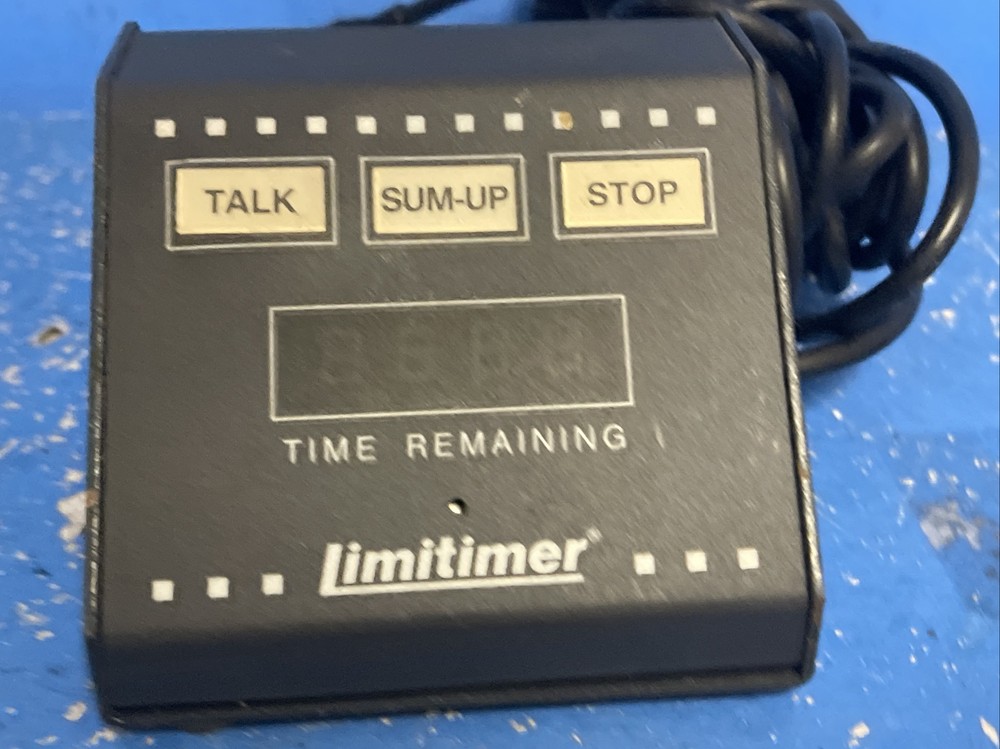 TALK SUM-UP STOP
TIME REMAINING
Limitimer®